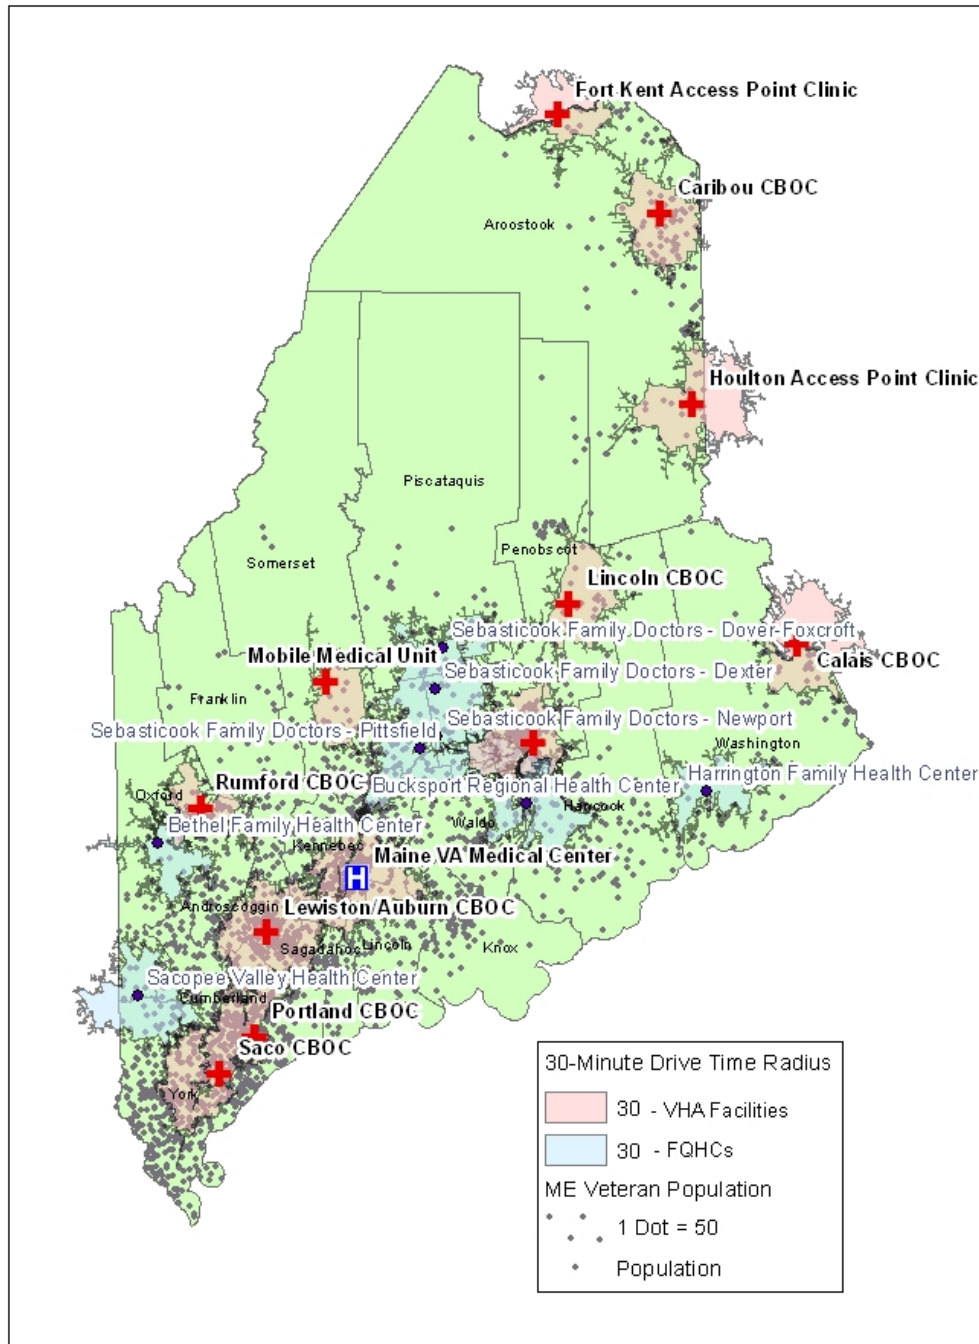 Fort Kent Access Point Clinic
Caribou CBOC
Aroostook
Houlton Access Point Clinic
Piscataquis
Penobscot
Somerset
Lincoln CBOC
Sebasticook Family Doctors - Dover-Foxcroft
Mobile Medical Unit
Calais CBOC
Sebasticook Family Doctors - Dexter
Franklin
Sebasticook Family Doctors - Newport
Sebasticook Family Doctors - Pittsfield
Washington
Harrington Family Health Center
Rumford CBOC
Bucksport Regional Health Center
Oxford
Hancock
Bethel Family Health Center
Waldo
Kennebec
Maine VA Medical Center
H
Androscoggin
Lewiston/Auburn CBOC
Sagadahoc
Lincoln
Knox
Sacopee Valley Health Center
Cumberland
Portland CBOC
Saco CBOC
York
30-Minute Drive Time Radius
30 - VHA Facilities
30 - FQHCs
ME Veteran Population
1 Dot = 50
Population